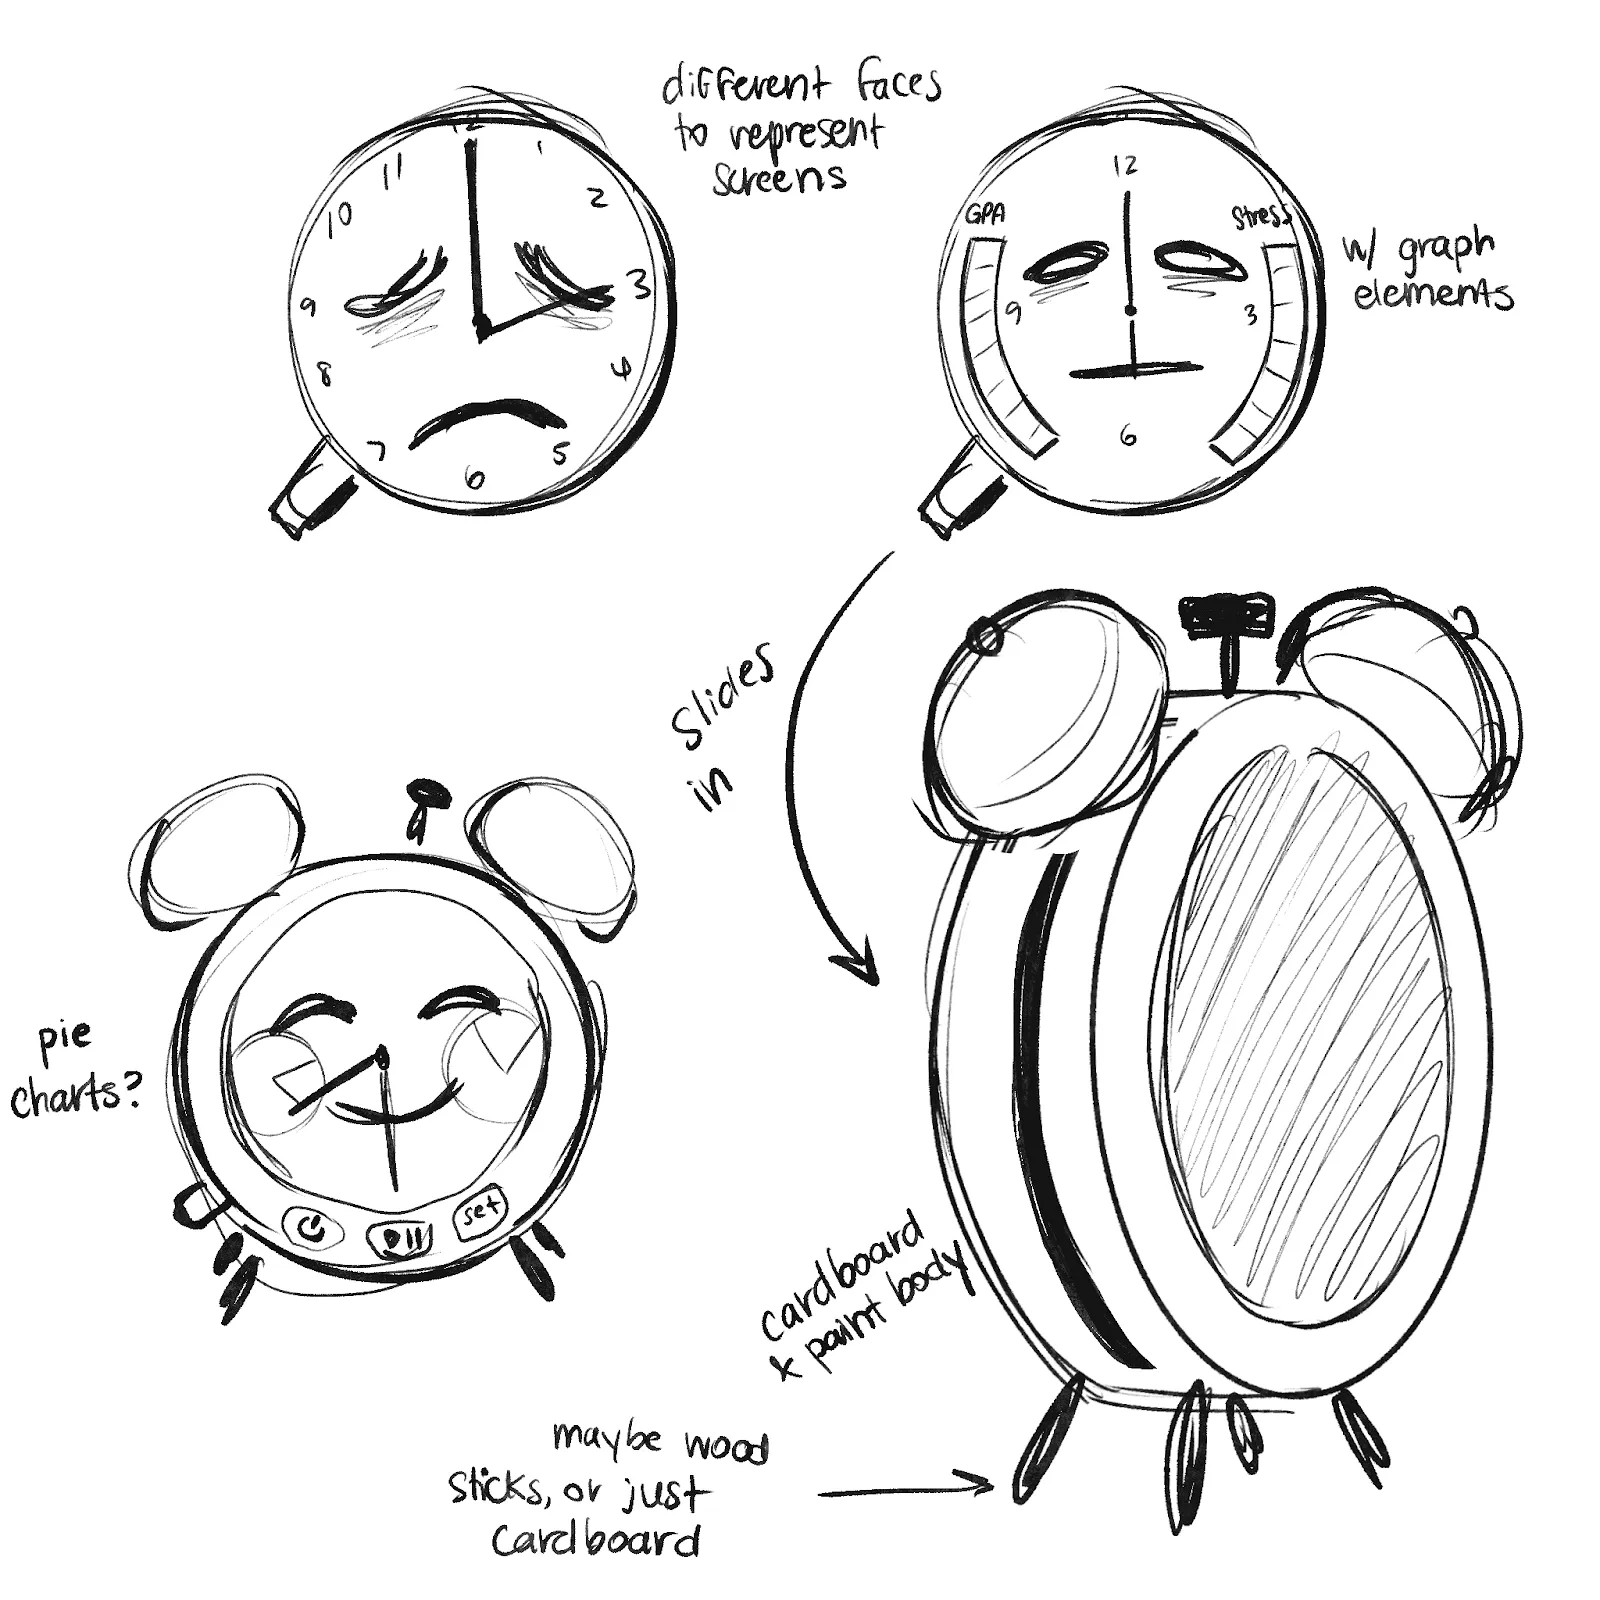 different faces
to represent
screens
12
1
2
3
4
5
6
7
8
9
10
11
12
GPA
Stress
9
3
6
w/ graph
elements
slides
in
pie
charts?
set
cardboard
& paint body
maybe wood
sticks, or just
cardboard